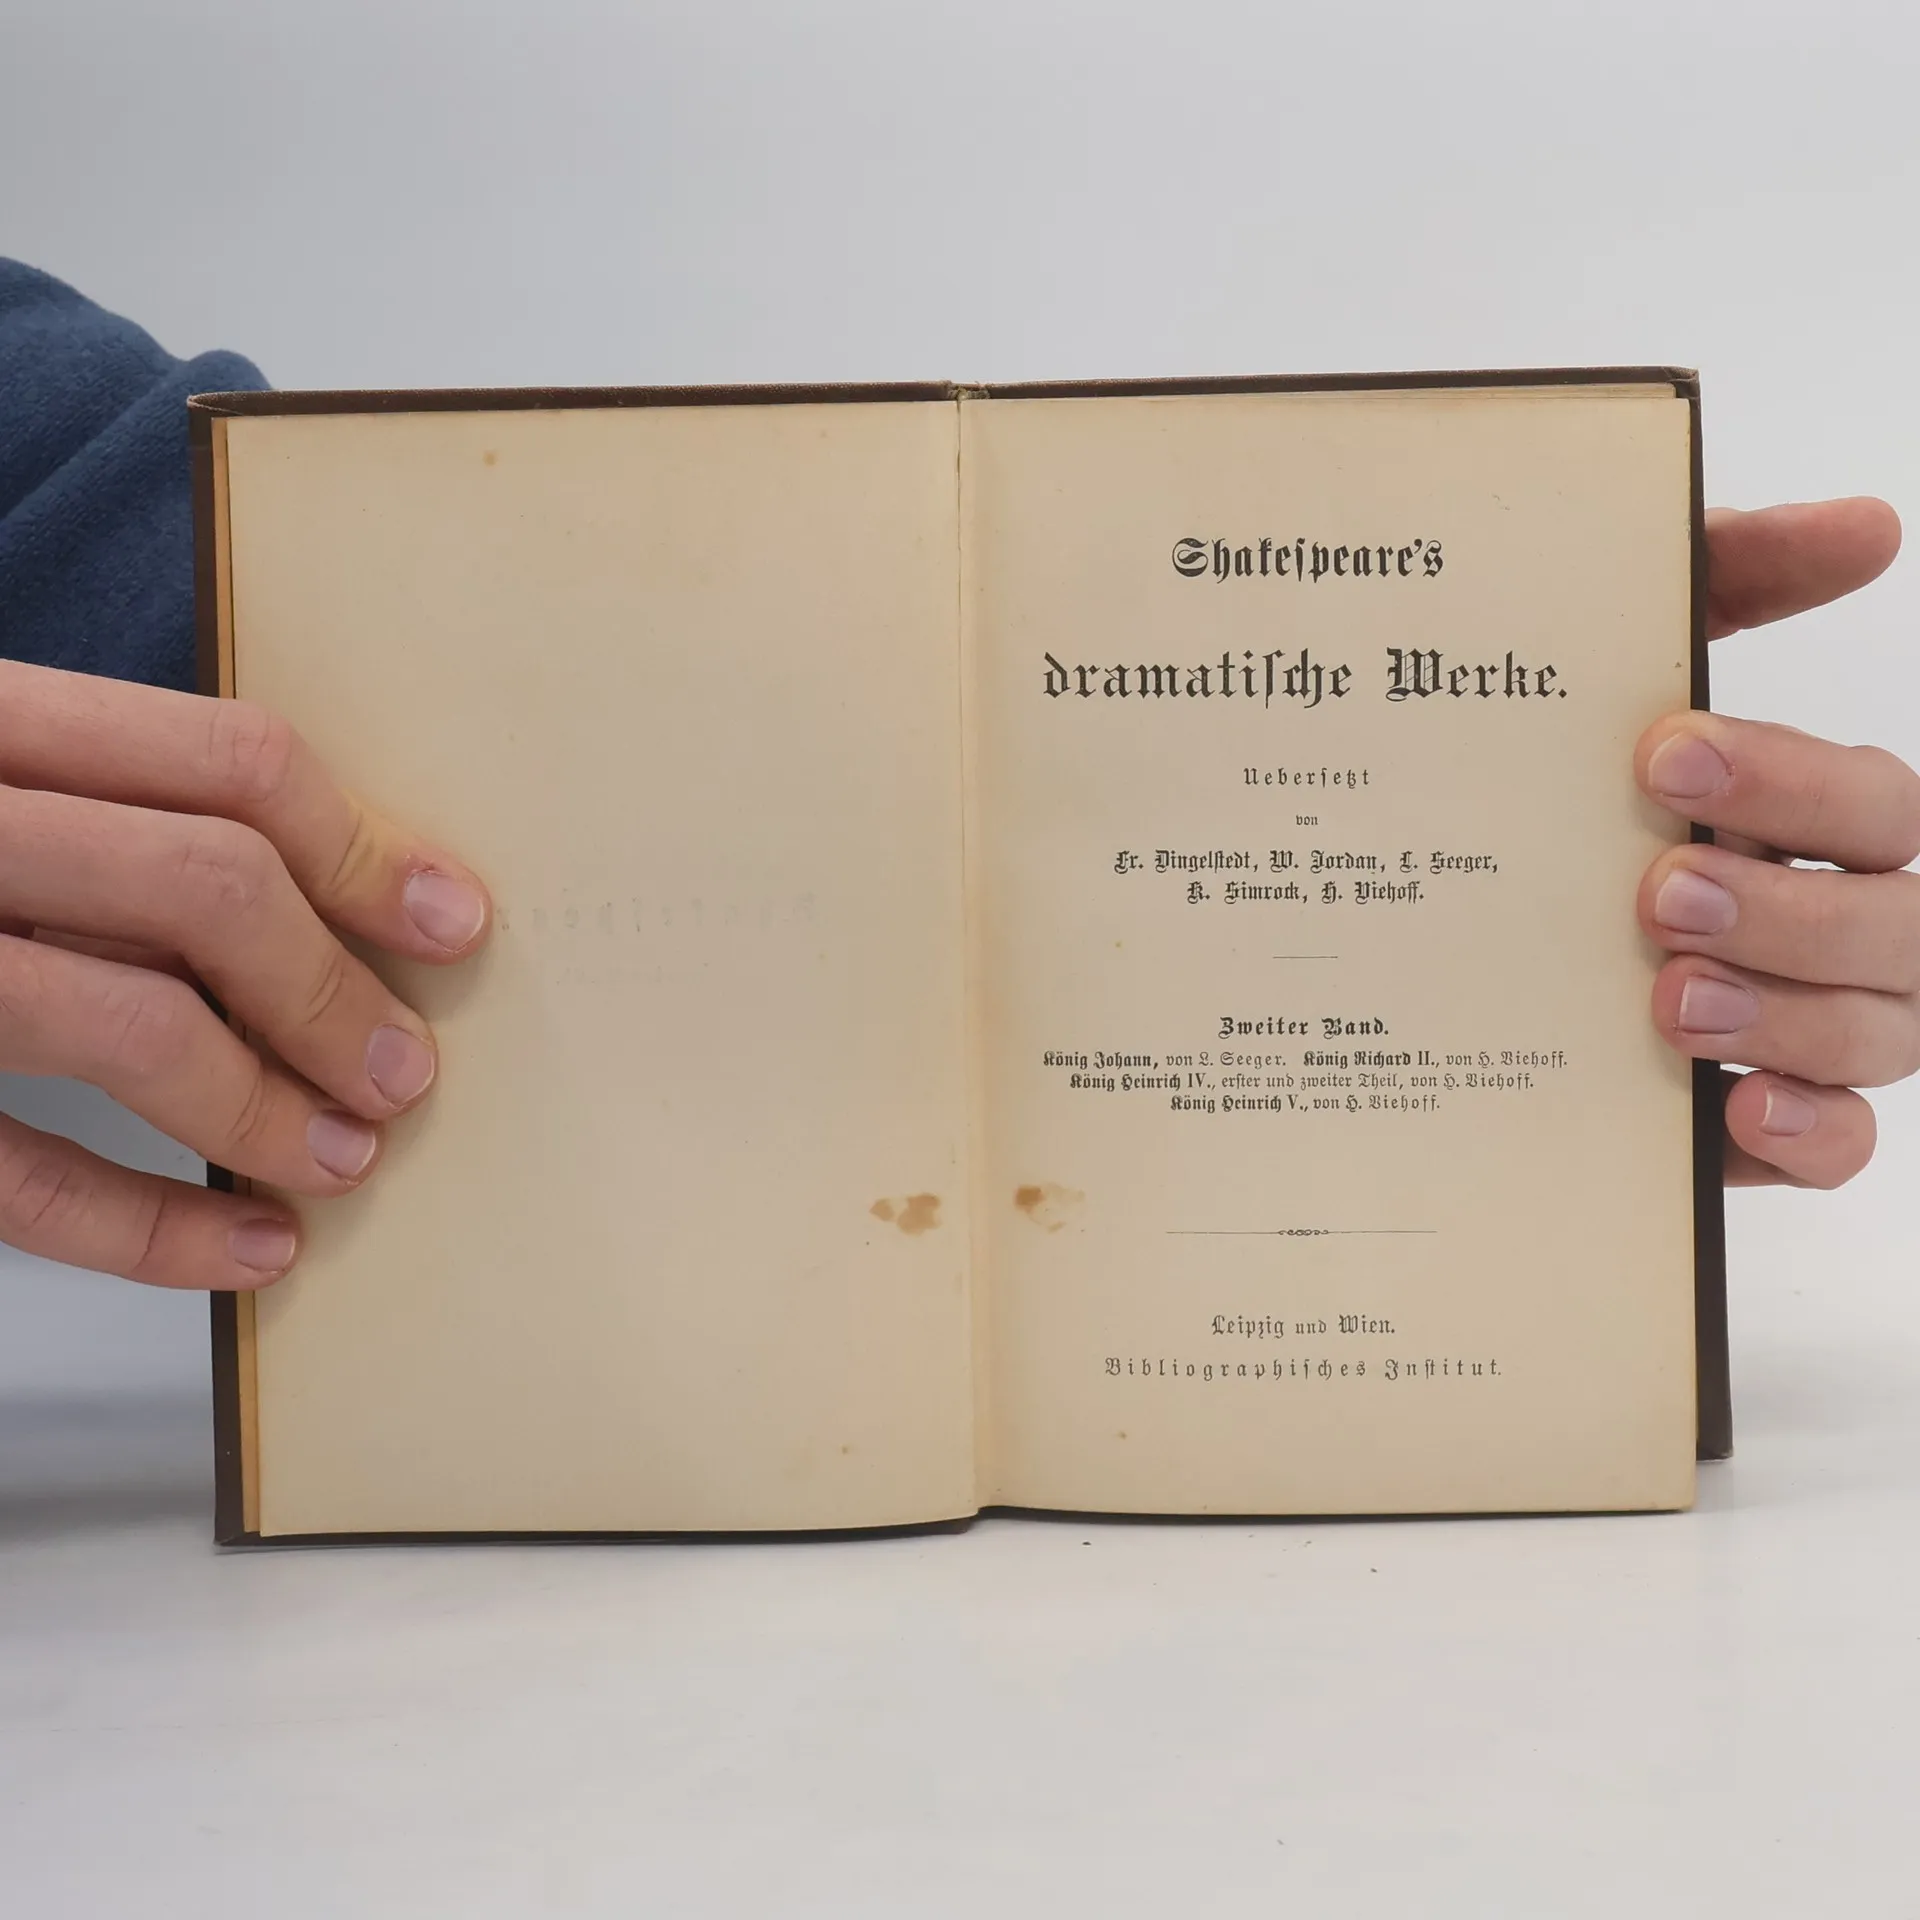 Shakeſpeare's
dramatiſche Werke.
Ueberſetzt
von
Fr. Dingelſtedt, W. Jordan, L. Seeger,
K. Simrock, H. Viehoff.
Zweiter Band.
König Johann, von L. Seeger. König Richard II., von H. Viehoff.
König Heinrich IV., erſter und zweiter Theil, von H. Viehoff.
König Heinrich V., von H. Viehoff.
Leipzig und Wien.
Bibliographiſches Inſtitut.